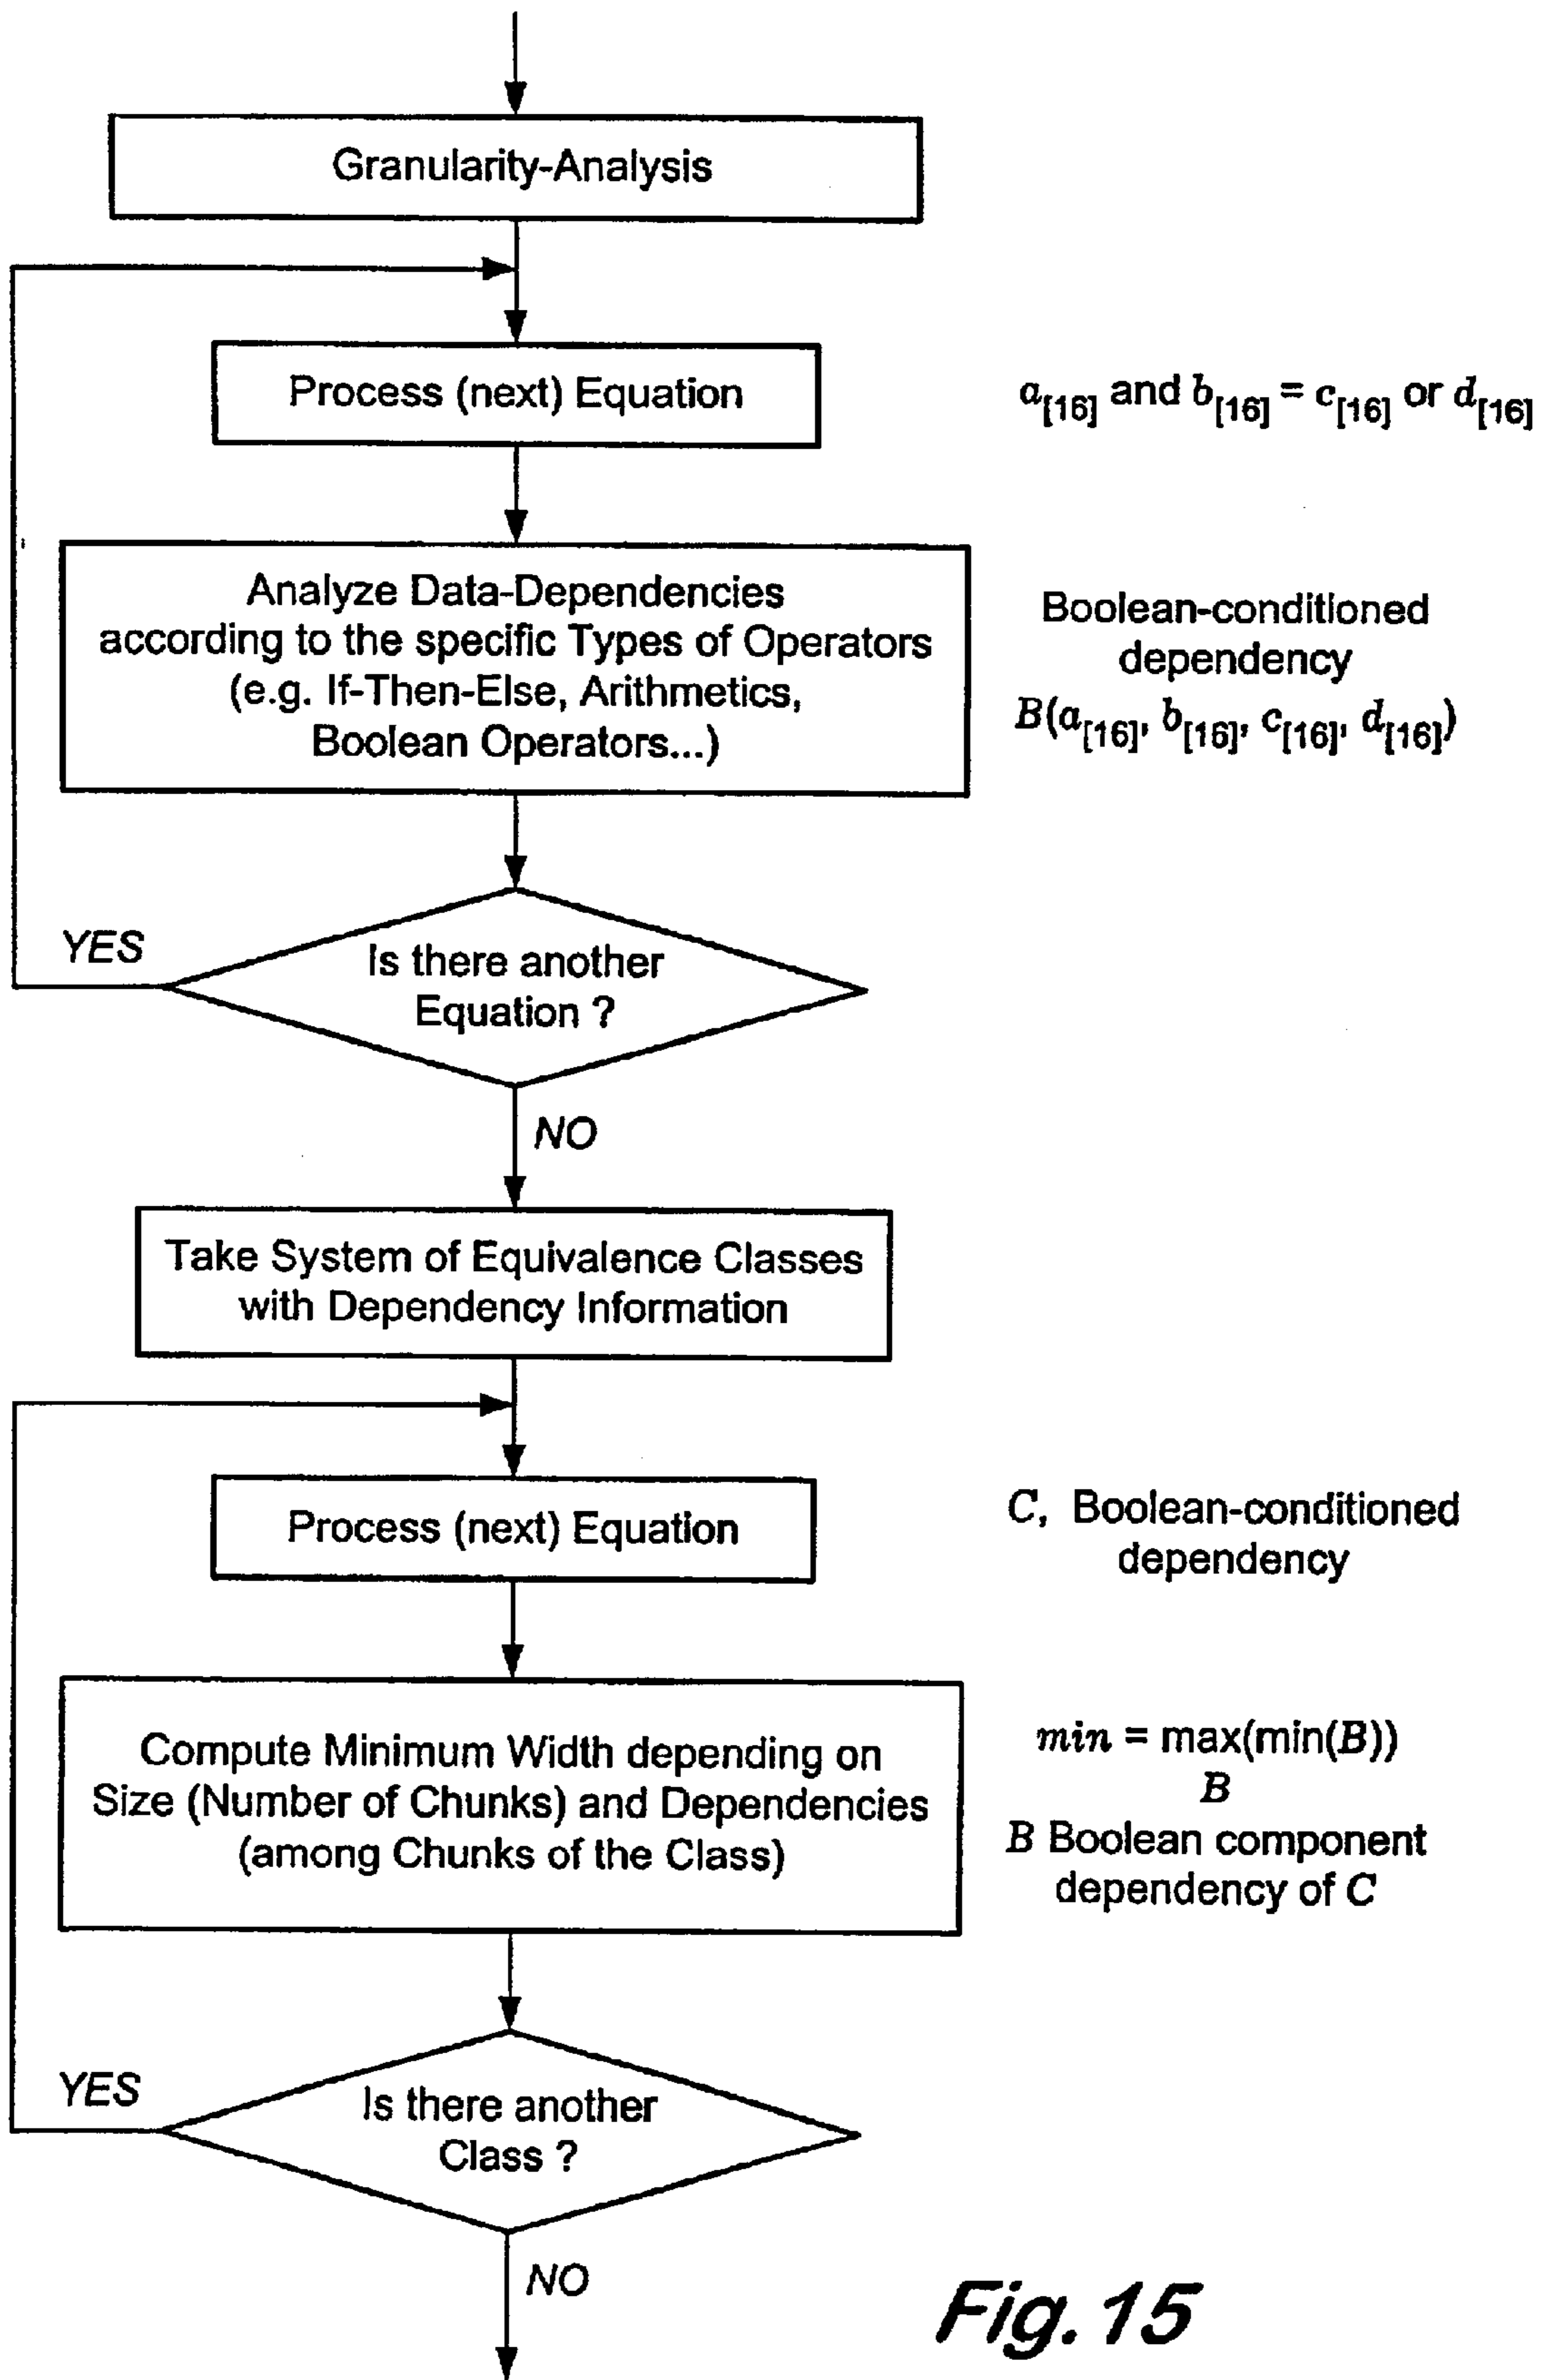 Granularity-Analysis
Process (next) Equation
a[16] and b[16] = c[16] or d[16]
Analyze Data-Dependencies
according to the specific Types of Operators
(e.g. If-Then-Else, Arithmetics,
Boolean Operators...)
Boolean-conditioned
dependency
B(a[16], b[16], c[16], d[16])
YES
Is there another
Equation ?
NO
Take System of Equivalence Classes
with Dependency Information
Process (next) Equation
C, Boolean-conditioned
dependency
Compute Minimum Width depending on
Size (Number of Chunks) and Dependencies
(among Chunks of the Class)
min = max(min(B))
B
B Boolean component
dependency of C
YES
Is there another
Class ?
NO
Fig. 15